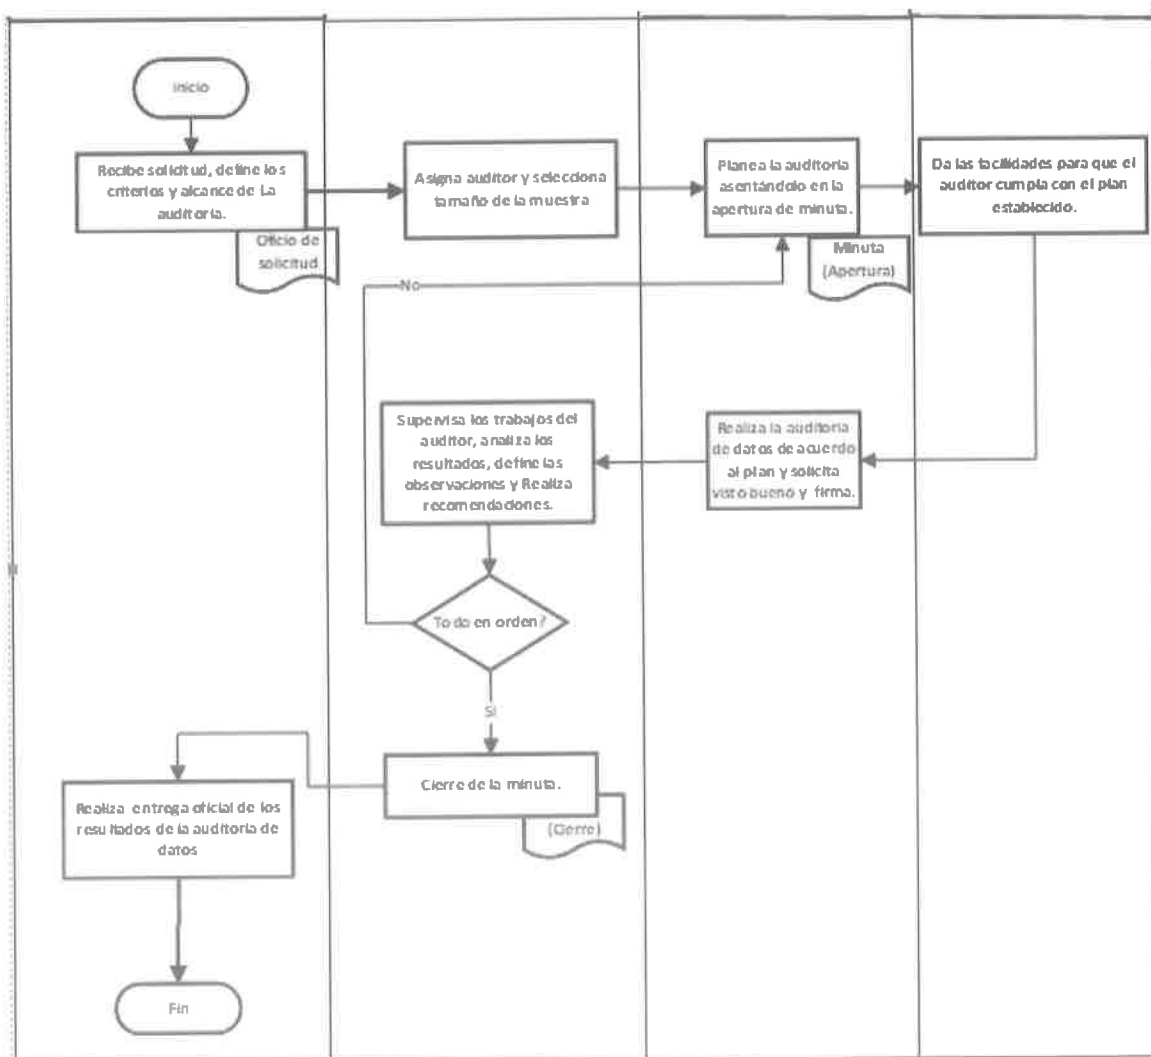 Inicio
Recibe solicitud, define los
criterios y alcance de La
auditoría.
Oficio de
solicitud
Asigna auditor y selecciona
tamaño de la muestra
Planea la auditoría
asentándolo en la
apertura de minuta.
Minuta
(Apertura)
Da las facilidades para que el
auditor cumpla con el plan
establecido.
No
Supervisa los trabajos del
auditor, analiza los
resultados, define las
observaciones y Realiza
recomendaciones.
Realiza la auditoría
de datos de acuerdo
al plan y solicita
visto bueno y firma.
Todo en orden?
Si
Cierre de la minuta.
(Cierre)
Realiza entrega oficial de los
resultados de la auditoría de
datos
Fin